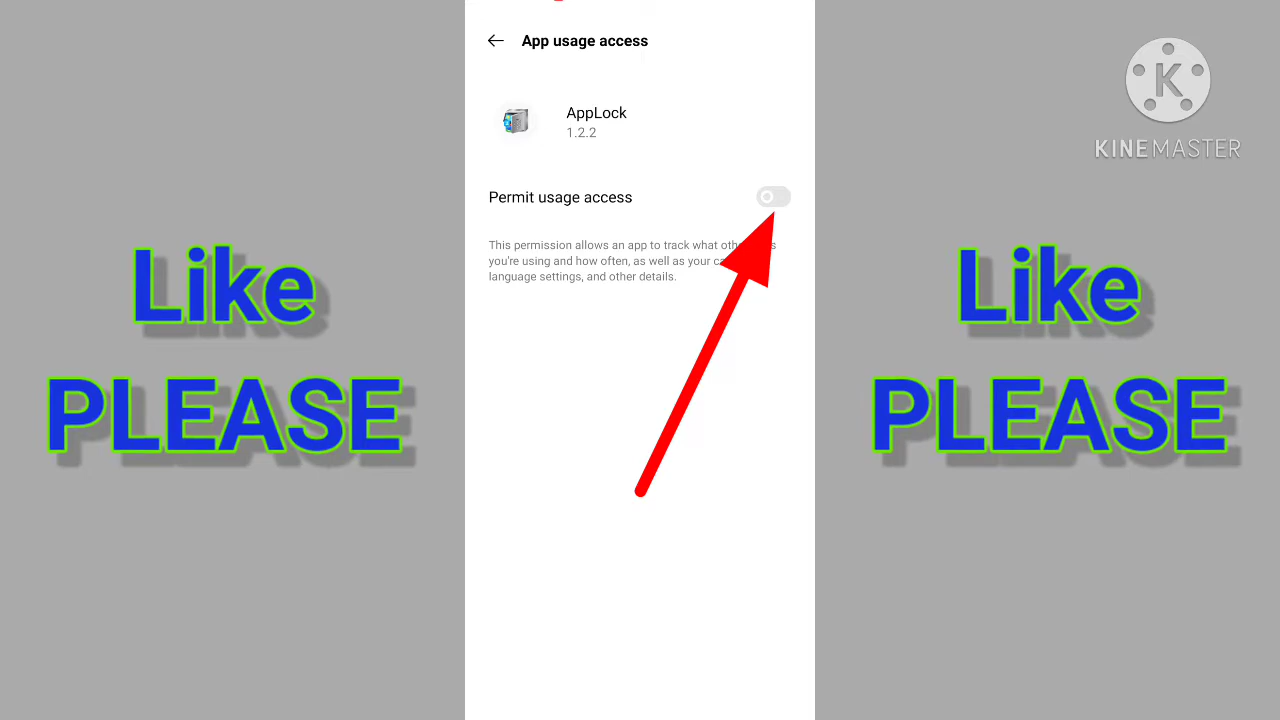 App usage access
AppLock
1.2.2
Permit usage access
This permission allows an app to track what
you're using and how often, as well as your
language settings, and other details.
Like
PLEASE
Like
PLEASE
K
KINEMASTER